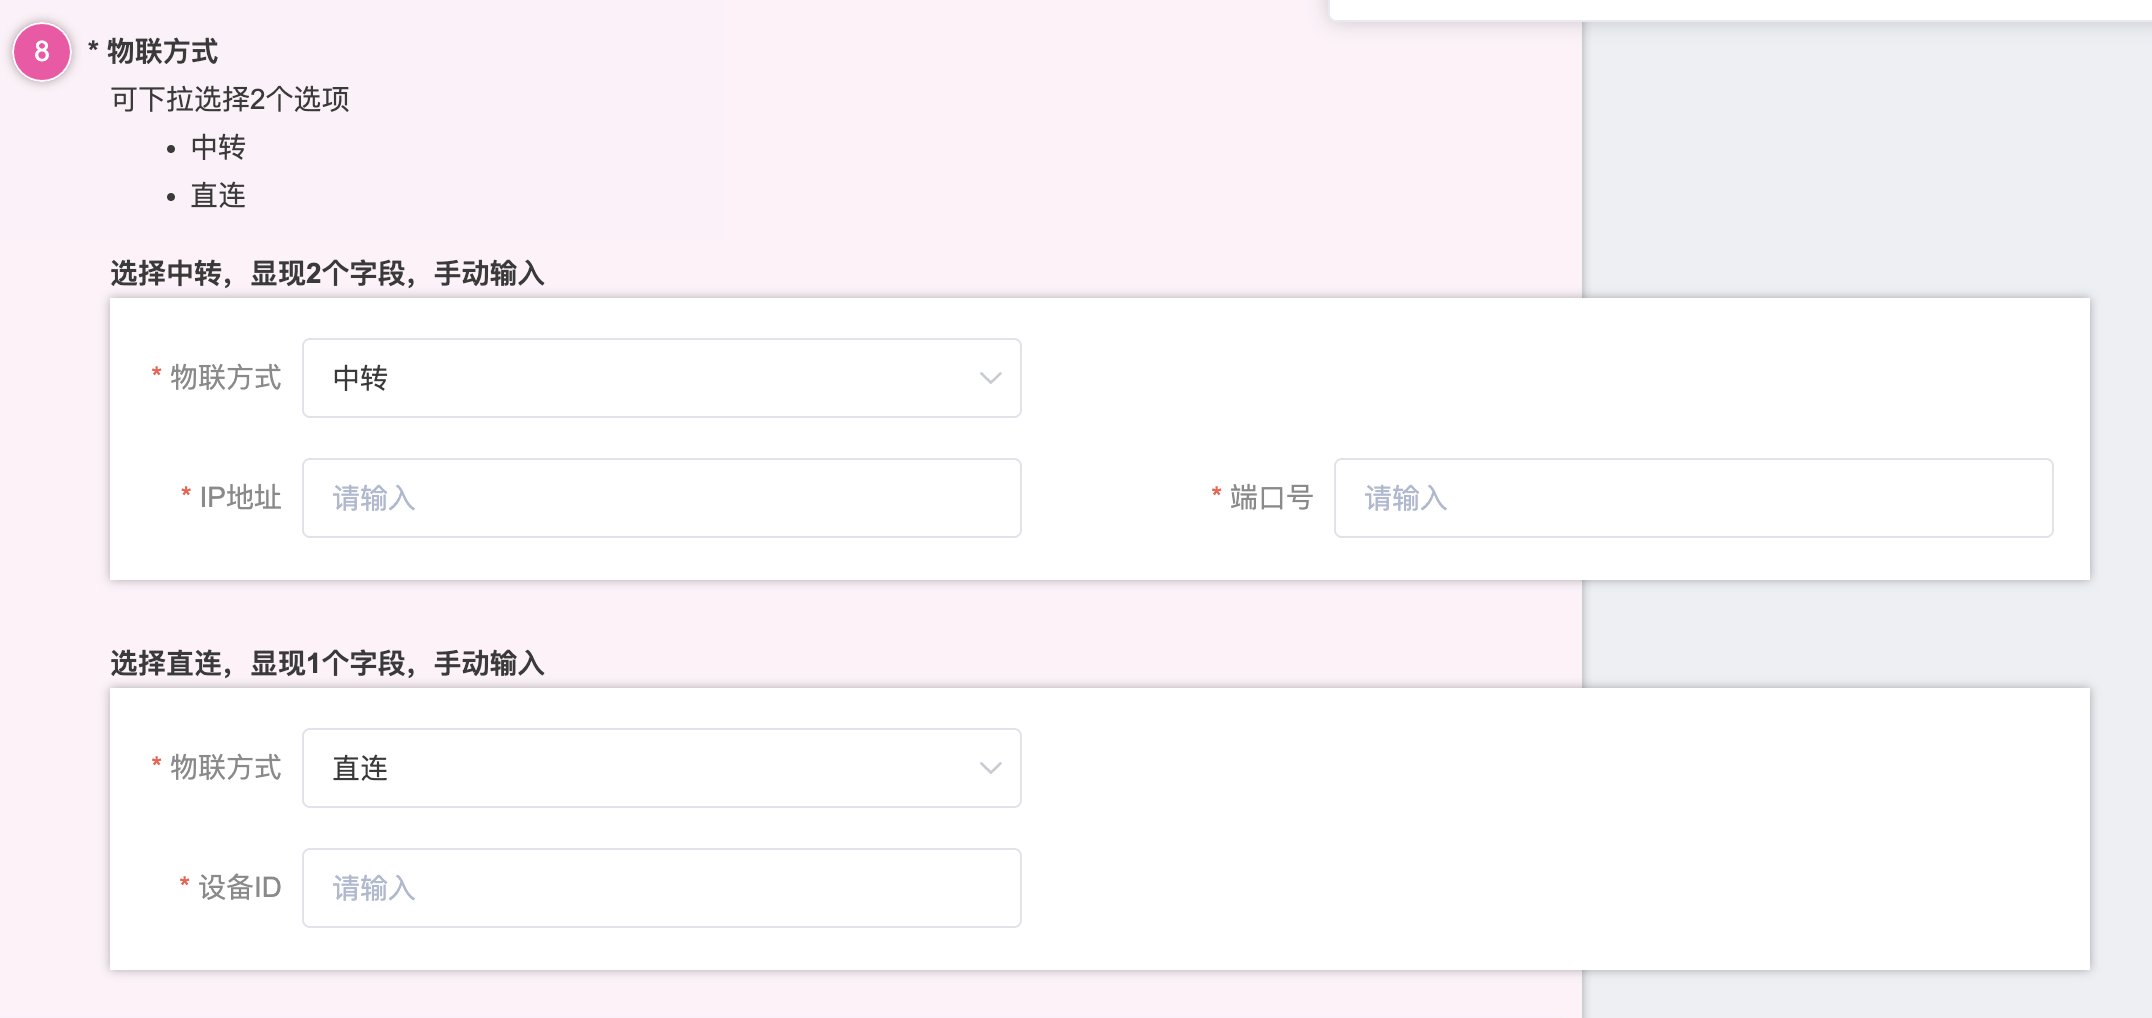 8
* 物联方式
可下拉选择2个选项
• 中转
• 直连
选择中转，显现2个字段，手动输入
* 物联方式 中转
* IP地址 请输入 * 端口号 请输入
选择直连，显现1个字段，手动输入
* 物联方式 直连
* 设备ID 请输入